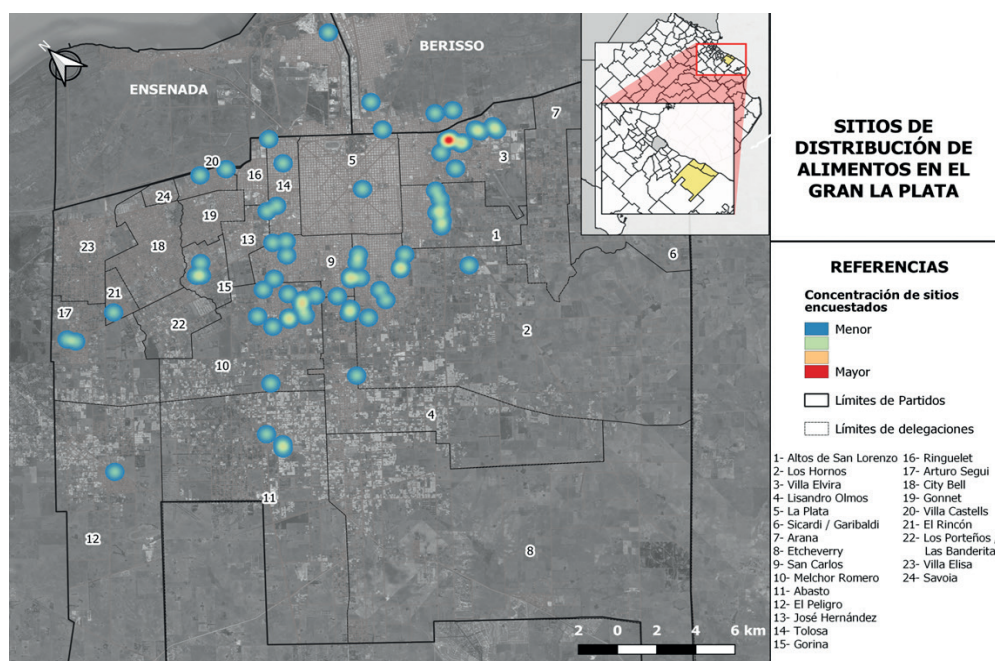 SITIOS DE
DISTRIBUCIÓN DE
ALIMENTOS EN EL
GRAN LA PLATA
N
BERISSO
ENSENADA
7
20
5
3
16
14
24
19
23
18
13
1
9
6
15
21
17
22
2
10
4
11
12
8
2 0 2 4 6 km
REFERENCIAS
Concentración de sitios
encuestados
Menor
Mayor
Límites de Partidos
Límites de delegaciones
1- Altos de San Lorenzo
2- Los Hornos
3- Villa Elvira
4- Lisandro Olmos
5- La Plata
6- Sicardi / Garibaldi
7- Arana
8- Etcheverry
9- San Carlos
10- Melchor Romero
11- Abasto
12- El Peligro
13- José Hernández
14- Tolosa
15- Gorina
16- Ringuelet
17- Arturo Segui
18- City Bell
19- Gonnet
20- Villa Castells
21- El Rincón
22- Los Porteños /
Las Banderita
23- Villa Elisa
24- Savoia